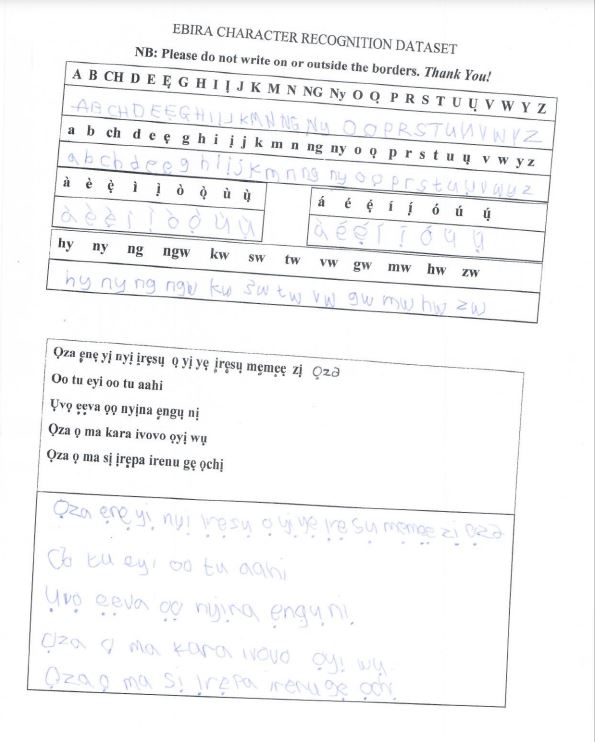 EBIRA CHARACTER RECOGNITION DATASET
NB: Please do not write on or outside the borders. Thank You!
A B CH D E Ẹ G H I Ị J K M N NG Ny O Ọ P R S T U Ụ V W Y Z
A B CH D E Ẹ G H I Ị J K M N NG Ny O Ọ P R S T U Ụ V W Y Z
a b ch d e ẹ g h i ị j k m n ng ny o ọ p r s t u ụ v w y z
a b c h d e ẹ g h i ị j k m n ng ny o ọ p r s t u ụ v w y z
à è ẹ̀ ì ị̀ ò ọ̀ ù ụ̀
à è ẹ̀ ì ị̀ ò ọ̀ ù ụ̀
á é ẹ́ í ị́ ó ú ụ́
á é ẹ́ í ị́ ó ú ụ́
hy ny ng ngw kw sw tw vw gw mw hw zw
hy ny ng ngw kw sw tw vw gw mw hw zw
Ọza ẹnẹ yị nyị ịrẹsụ ọ yị yẹ ịrẹsụ mẹmẹẹ zị ọza
Oo tu eyi oo tu aahi
Ụvọ ẹẹva ọọ nyịna ẹngụ nị
Ọza ọ ma kara ivovo ọyị wụ
Ọza ọ ma sị ịrẹpa irenu gẹ ọchị
Ọza ẹnẹ yị nyị ịrẹsụ ọ yị yẹ ịrẹ sụ mẹmẹẹ zị ọza
Oo tu eyi oo tu aahi
Ụvọ ẹẹva ọọ nyịna ẹngụ nị.
Ọza ọ ma kara ivovo ọyị wụ.
Ọza ọ ma sị ịrẹpa irenu gẹ ọchị